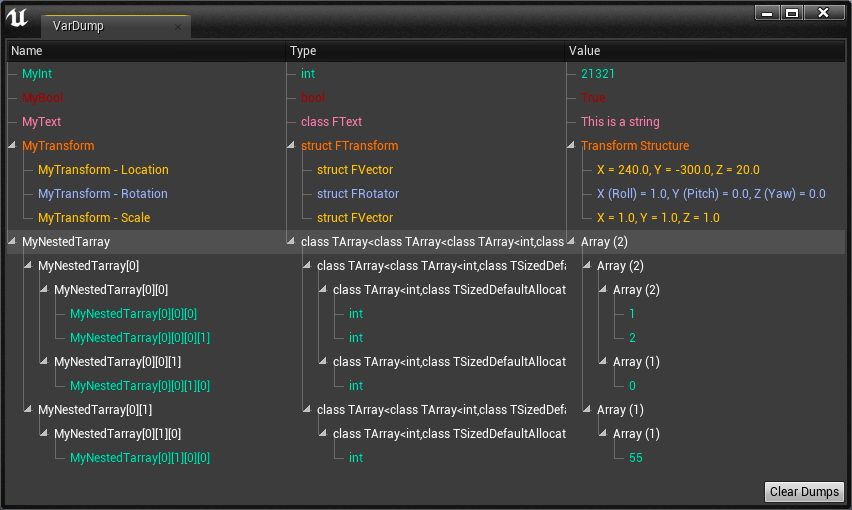 VarDump
Name Type Value
MyInt int 21321
MyBool bool True
MyText class FText This is a string
MyTransform struct FTransform Transform Structure
MyTransform - Location struct FVector X = 240.0, Y = -300.0, Z = 20.0
MyTransform - Rotation struct FRotator X (Roll) = 1.0, Y (Pitch) = 0.0, Z (Yaw) = 0.0
MyTransform - Scale struct FVector X = 1.0, Y = 1.0, Z = 1.0
MyNestedTarray class TArray<class TArray<class TArray<int,class Array (2)
MyNestedTarray[0] class TArray<class TArray<int,class TSizedDefa Array (2)
MyNestedTarray[0][0] class TArray<int,class TSizedDefaultAllocat Array (2)
MyNestedTarray[0][0][0] int 1
MyNestedTarray[0][0][0][1] int 2
MyNestedTarray[0][0][1] class TArray<int,class TSizedDefaultAllocat Array (1)
MyNestedTarray[0][0][1][0] int 0
MyNestedTarray[0][1] class TArray<class TArray<int,class TSizedDefa Array (1)
MyNestedTarray[0][1][0] class TArray<int,class TSizedDefaultAllocat Array (1)
MyNestedTarray[0][1][0][0] int 55
Clear Dumps